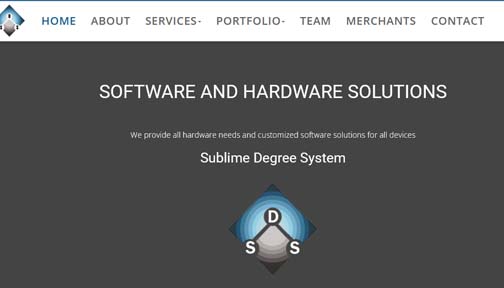 HOME ABOUT SERVICES- PORTFOLIO- TEAM MERCHANTS CONTACT
SOFTWARE AND HARDWARE SOLUTIONS
We provide all hardware needs and customized software solutions for all devices
Sublime Degree System
D
S S